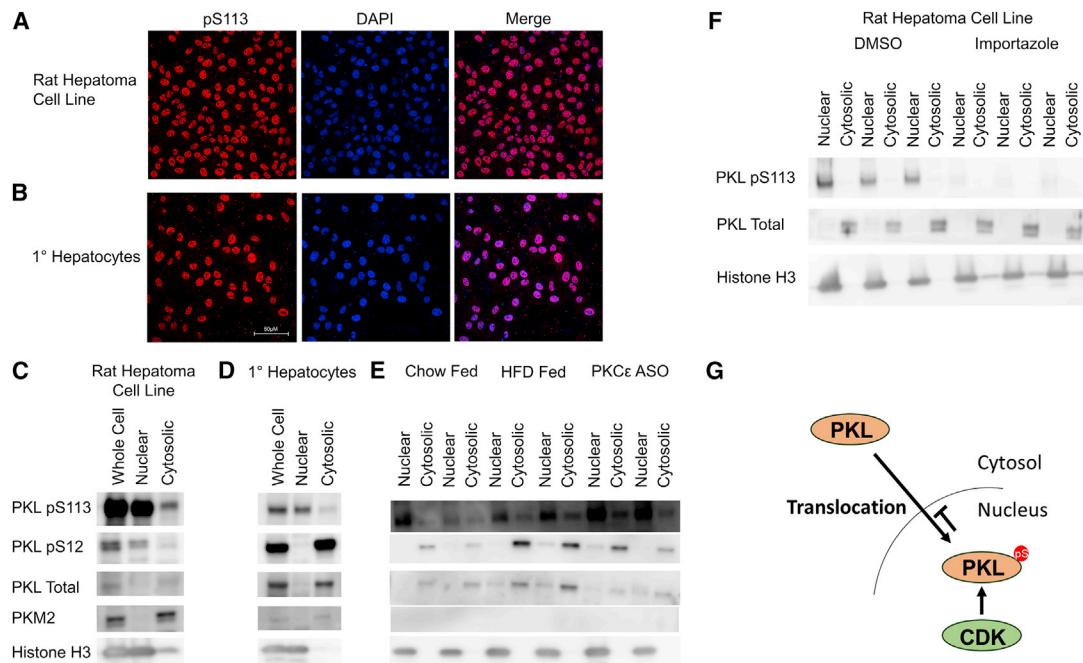 A
pS113
DAPI
Merge
Rat Hepatoma
Cell Line
B
1° Hepatocytes
50µM
C
Rat Hepatoma
Cell Line
Whole Cell
Nuclear
Cytosolic
PKL pS113
PKL pS12
PKL Total
PKM2
Histone H3
D
1° Hepatocytes
Whole Cell
Nuclear
Cytosolic
E
Chow Fed
HFD Fed
PKCε ASO
Nuclear
Cytosolic
Nuclear
Cytosolic
Nuclear
Cytosolic
Nuclear
Cytosolic
Nuclear
Cytosolic
Nuclear
Cytosolic
F
Rat Hepatoma Cell Line
DMSO
Importazole
Nuclear
Cytosolic
Nuclear
Cytosolic
Nuclear
Cytosolic
Nuclear
Cytosolic
Nuclear
Cytosolic
Nuclear
Cytosolic
PKL pS113
PKL Total
Histone H3
G
PKL
Cytosol
Translocation
Nucleus
pS
PKL
CDK